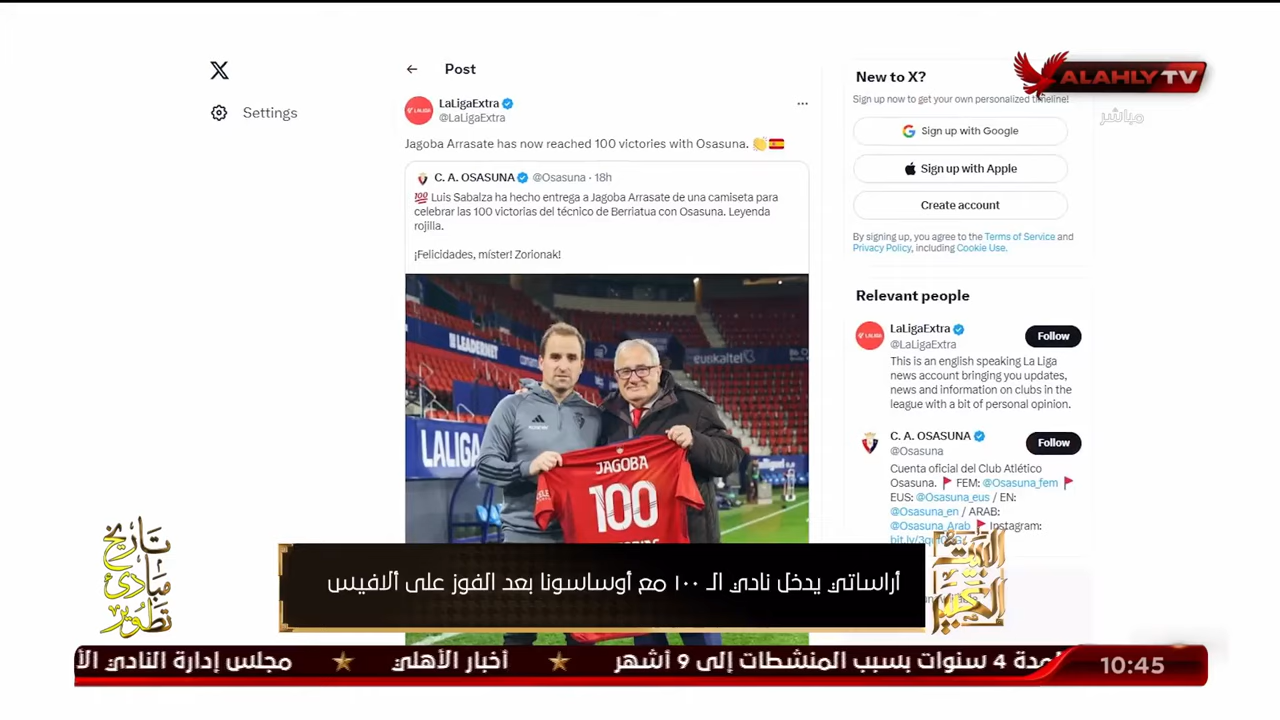 X
Settings
Post
LaLigaExtra
@LaLigaExtra
Jagoba Arrasate has now reached 100 victories with Osasuna. 👏🇪🇸
C. A. OSASUNA @Osasuna · 18h
💯 Luis Sabalza ha hecho entrega a Jagoba Arrasate de una camiseta para
celebrar las 100 victorias del técnico de Berriatua con Osasuna. Leyenda
rojilla.
¡Felicidades, míster! Zorionak!
LEADERNET
euskaltel
LALIGA
JAGOBA
100
New to X?
Sign up now to get your own personalized timeline!
Sign up with Google
Sign up with Apple
Create account
By signing up, you agree to the Terms of Service and
Privacy Policy, including Cookie Use.
Relevant people
LaLigaExtra
@LaLigaExtra
Follow
This is an english speaking La Liga
news account bringing you updates,
news and information on clubs in the
league with a bit of personal opinion.
C. A. OSASUNA
@Osasuna
Follow
Cuenta oficial del Club Atlético
Osasuna. 🚩 FEM: @Osasuna_fem 🚩
EUS: @Osasuna_eus / EN:
@Osasuna_en / ARAB:
@Osasuna_Arab 🚩 Instagram:
ALAHLY TV
مباشر
البيت
الكبير
تاريخ
مبادئ
تطوير
أراساتي يدخل نادي الـ ١٠٠ مع أوساسونا بعد الفوز على ألافيس
لمدة 4 سنوات بسبب المنشطات إلى 9 أشهر ★ أخبار الأهلي ★ مجلس إدارة النادي الأ
10:45